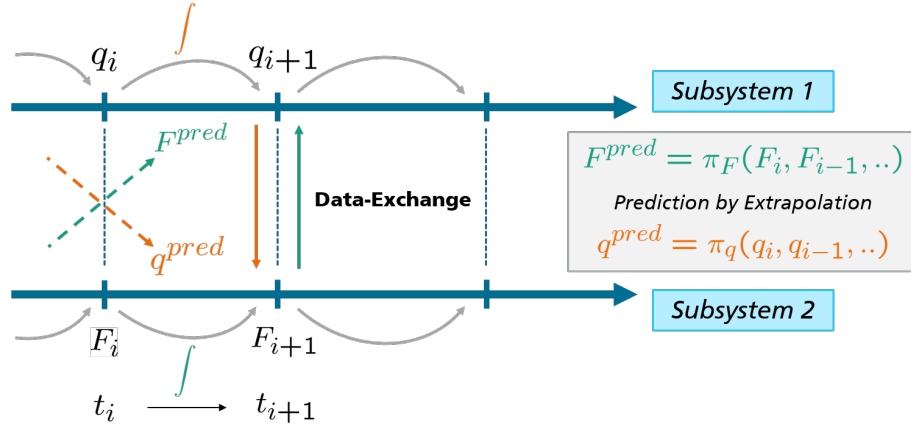 ∫
q_i
q_{i+1}
Subsystem 1
F^{pred}
F^{pred} = π_F(F_i, F_{i−1}, ..)
Data-Exchange
Prediction by Extrapolation
q^{pred}
q^{pred} = π_q(q_i, q_{i−1}, ..)
Subsystem 2
F_i
F_{i+1}
∫
t_i
t_{i+1}